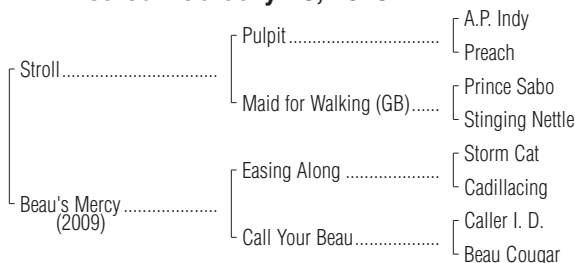 A.P. Indy
Pulpit
Preach
Stroll
Prince Sabo
Maid for Walking (GB)
Stinging Nettle
Storm Cat
Easing Along
Cadillacing
Beau's Mercy
(2009)
Caller I. D.
Call Your Beau
Beau Cougar